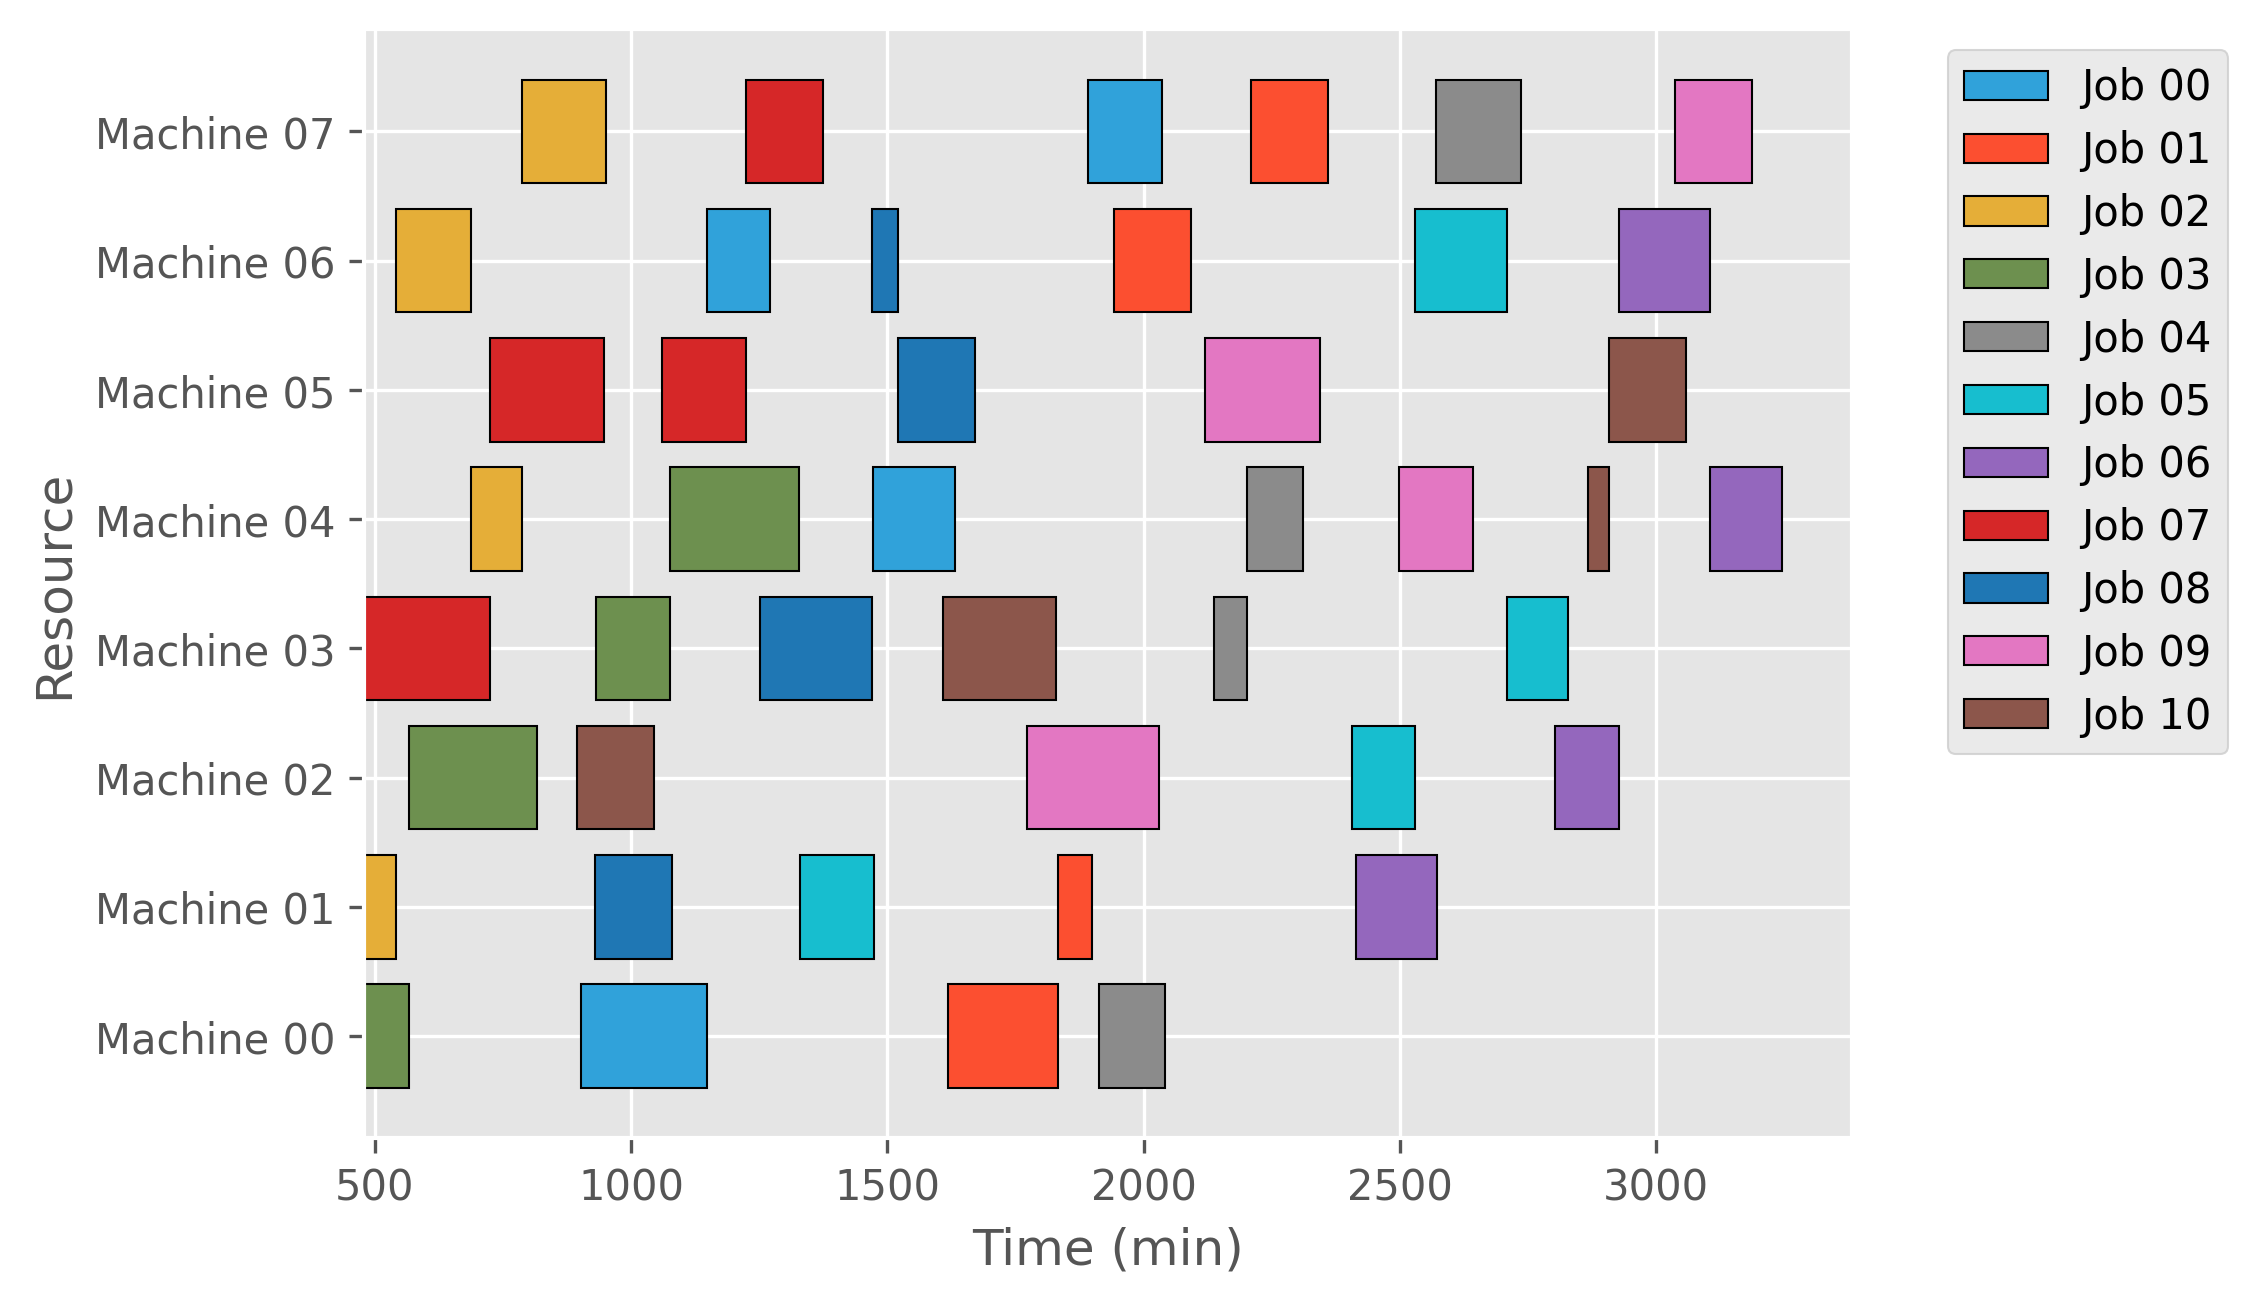 Machine 07
Machine 06
Machine 05
Machine 04
Machine 03
Machine 02
Machine 01
Machine 00
Resource
500 1000 1500 2000 2500 3000
Time (min)
Job 00
Job 01
Job 02
Job 03
Job 04
Job 05
Job 06
Job 07
Job 08
Job 09
Job 10